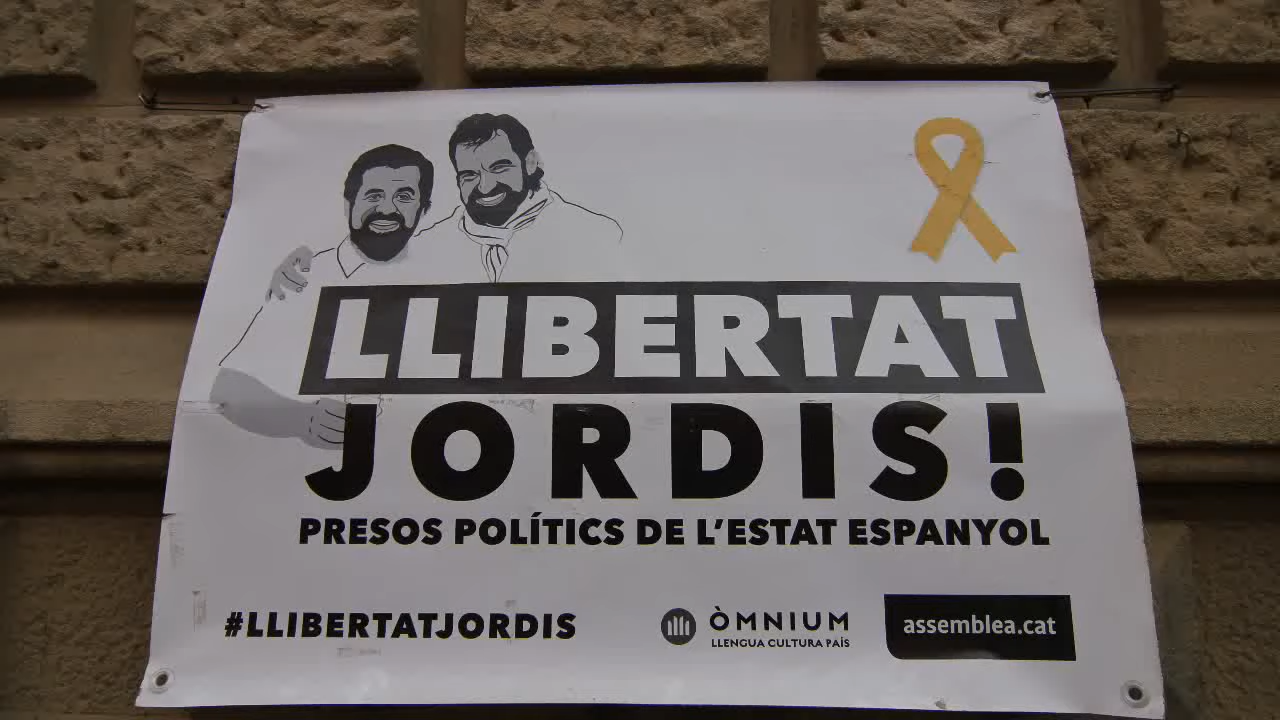 LLIBERTAT
JORDIS!
PRESOS POLÍTICS DE L'ESTAT ESPANYOL
#LLIBERTATJORDIS
ÒMNIUM
LLENGUA CULTURA PAÍS
assemblea.cat